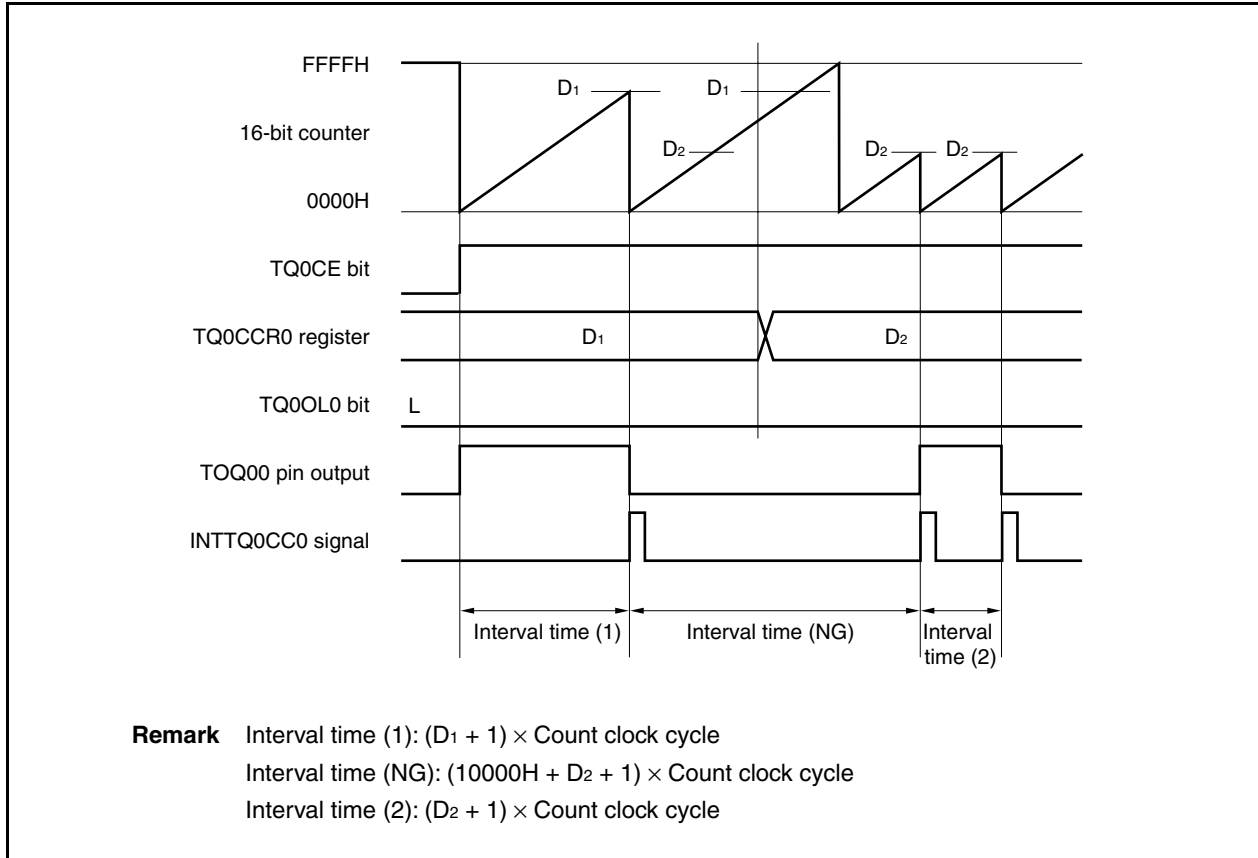 FFFFH
D1
D1
16-bit counter
D2
D2
D2
0000H
TQ0CE bit
TQ0CCR0 register
D1
D2
TQ0OL0 bit
L
TOQ00 pin output
INTTQ0CC0 signal
Interval time (1)
Interval time (NG)
Interval
time (2)
Remark Interval time (1): (D1 + 1) × Count clock cycle
Interval time (NG): (10000H + D2 + 1) × Count clock cycle
Interval time (2): (D2 + 1) × Count clock cycle